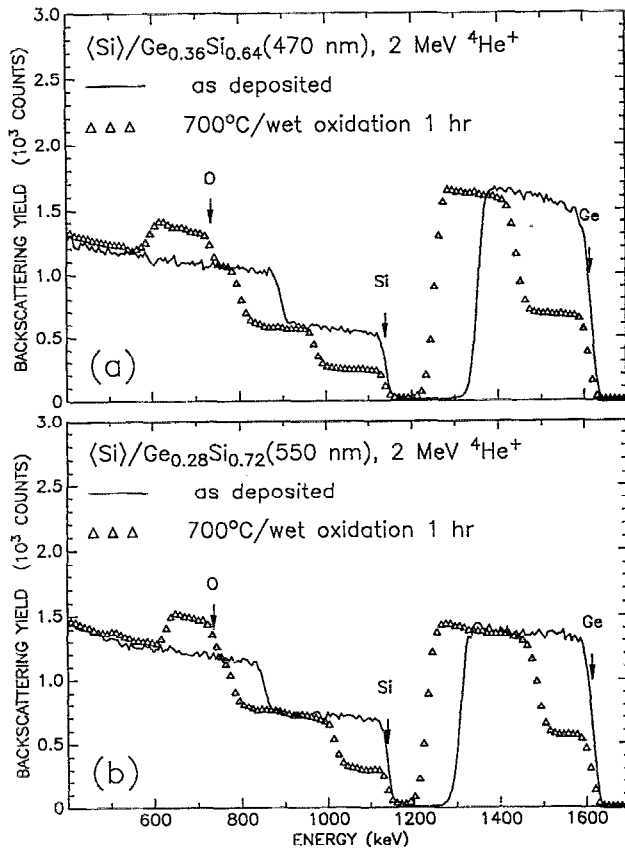 3.0
⟨Si⟩/Ge0.36Si0.64(470 nm), 2 MeV 4He+
as deposited
2.5
△ △ △ 700°C/wet oxidation 1 hr
2.0
O
Ge
1.5
Si
1.0
0.5
(a)
0
BACKSCATTERING YIELD (10³ COUNTS)
3.0
⟨Si⟩/Ge0.28Si0.72(550 nm), 2 MeV 4He+
2.5
as deposited
△ △ △ 700°C/wet oxidation 1 hr
2.0
O
Ge
1.5
Si
1.0
0.5
(b)
0
BACKSCATTERING YIELD (10³ COUNTS)
600 800 1000 1200 1400 1600
ENERGY (keV)